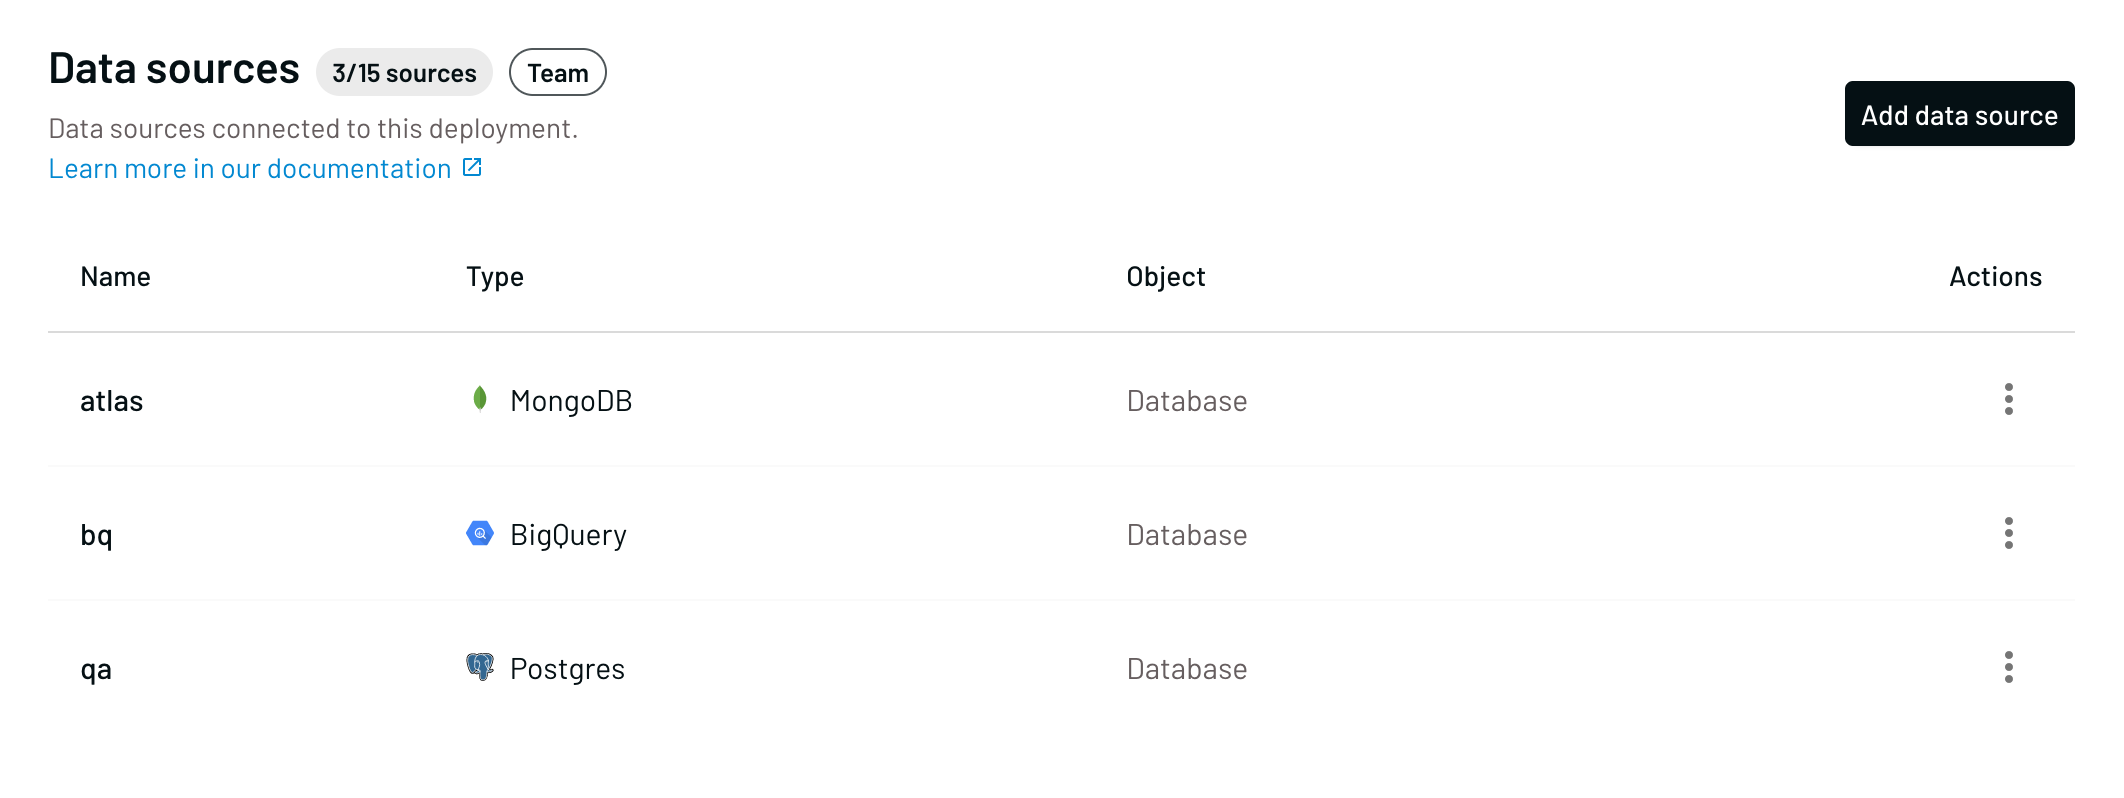 Data sources 3/15 sources Team
Data sources connected to this deployment.
Learn more in our documentation
Add data source
Name Type Object Actions
atlas MongoDB Database
bq BigQuery Database
qa Postgres Database